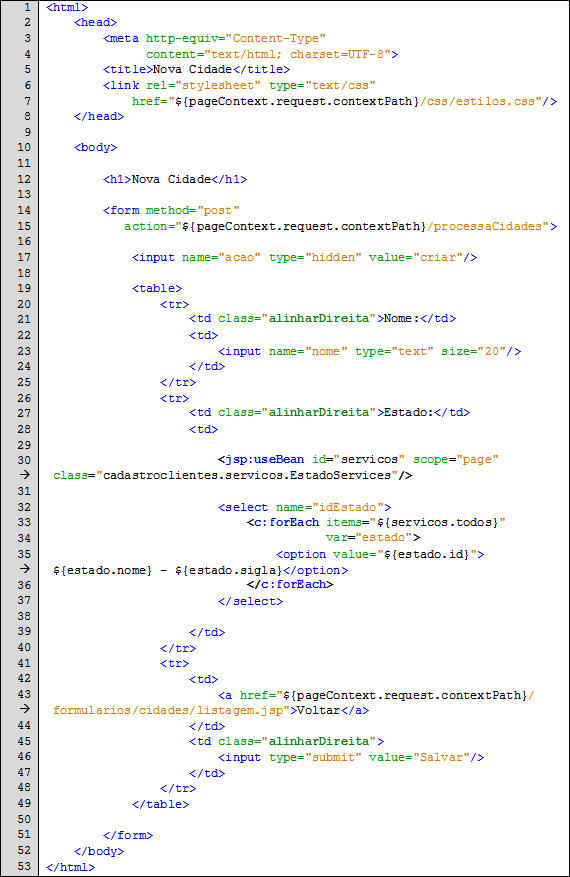 1 <html>
2 <head>
3 <meta http-equiv="Content-Type"
4 content="text/html; charset=UTF-8">
5 <title>Nova Cidade</title>
6 <link rel="stylesheet" type="text/css"
7 href="${pageContext.request.contextPath}/css/estilos.css"/>
8 </head>
9
10 <body>
11
12 <h1>Nova Cidade</h1>
13
14 <form method="post"
15 action="${pageContext.request.contextPath}/processaCidades">
16
17 <input name="acao" type="hidden" value="criar"/>
18
19 <table>
20 <tr>
21 <td class="alinharDireita">Nome:</td>
22 <td>
23 <input name="nome" type="text" size="20"/>
24 </td>
25 </tr>
26 <tr>
27 <td class="alinharDireita">Estado:</td>
28 <td>
29
30 <jsp:useBean id="servicos" scope="page"
→ class="cadastroclientes.servicos.EstadoServices"/>
31
32 <select name="idEstado">
33 <c:forEach items="${servicos.todos}"
34 var="estado">
35 <option value="${estado.id}">
→ ${estado.nome} - ${estado.sigla}</option>
36 </c:forEach>
37 </select>
38
39 </td>
40 </tr>
41 <tr>
42 <td>
43 <a href="${pageContext.request.contextPath}/
→ formularios/cidades/listagem.jsp">Voltar</a>
44 </td>
45 <td class="alinharDireita">
46 <input type="submit" value="Salvar"/>
47 </td>
48 </tr>
49 </table>
50
51 </form>
52 </body>
53 </html>